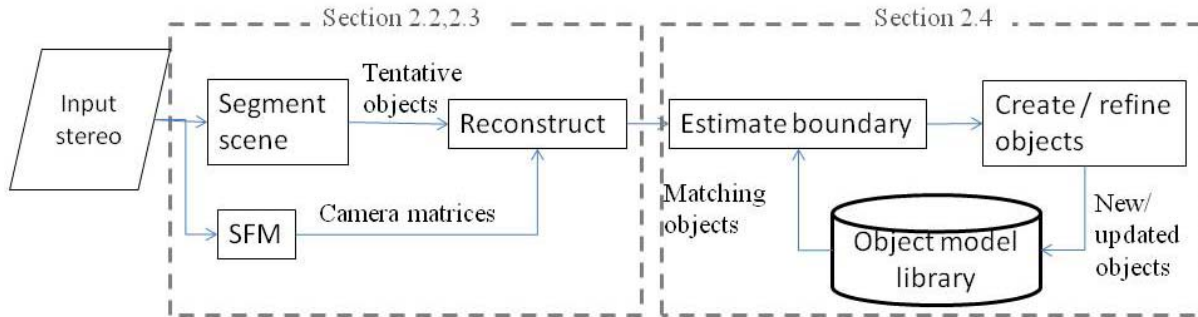 Section 2.2,2.3
Section 2.4
Input
stereo
Segment
scene
Tentative
objects
Reconstruct
SFM
Camera matrices
Estimate boundary
Create / refine
objects
Matching
objects
Object model
library
New/
updated
objects